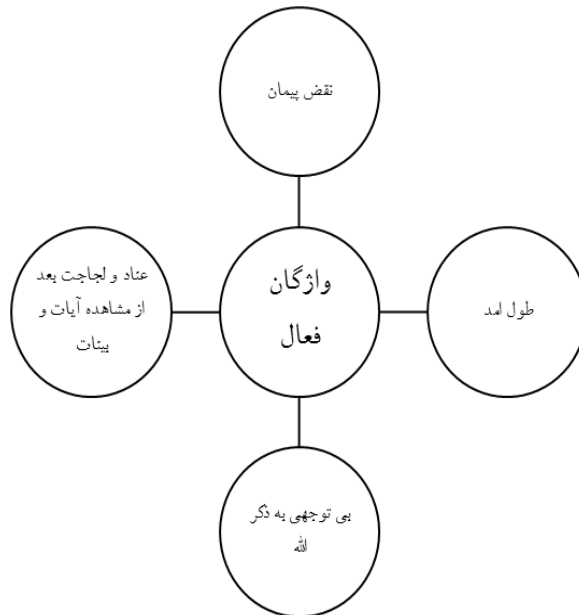 نقض پیمان
واژگان
فعال
طول امد
عناد و لجاجت بعد
از مشاهده آیات و
بینات
بی توجهی به ذکر
الله